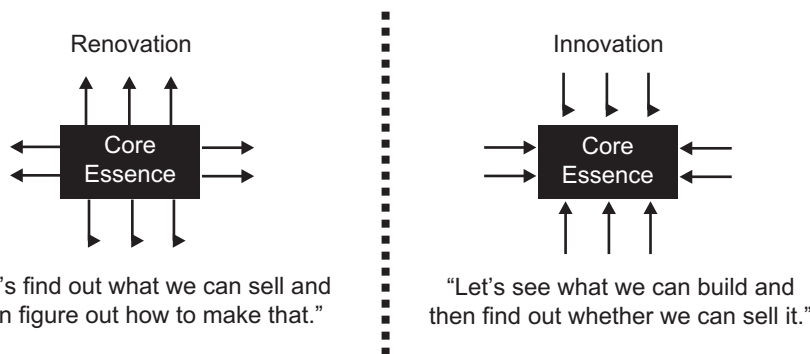 Renovation
Core
Essence
’s find out what we can sell and
n figure out how to make that.”
Innovation
Core
Essence
“Let’s see what we can build and
then find out whether we can sell it.”